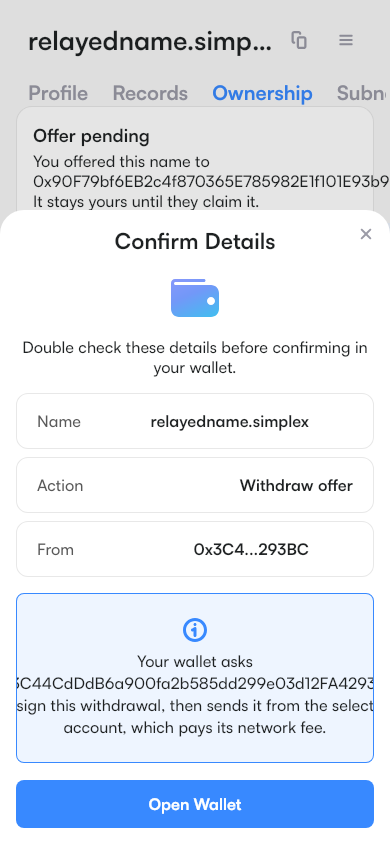 relayedname.simp...
Profile Records Ownership Subn
Offer pending
You offered this name to
0x90F79bf6EB2c4f870365E785982E1f101E93b9
It stays yours until they claim it.
Confirm Details
Double check these details before confirming in
your wallet.
Name relayedname.simplex
Action Withdraw offer
From 0x3C4...293BC
Your wallet asks
3C44CdDdB6a900fa2b585dd299e03d12FA4293
sign this withdrawal, then sends it from the select
account, which pays its network fee.
Open Wallet